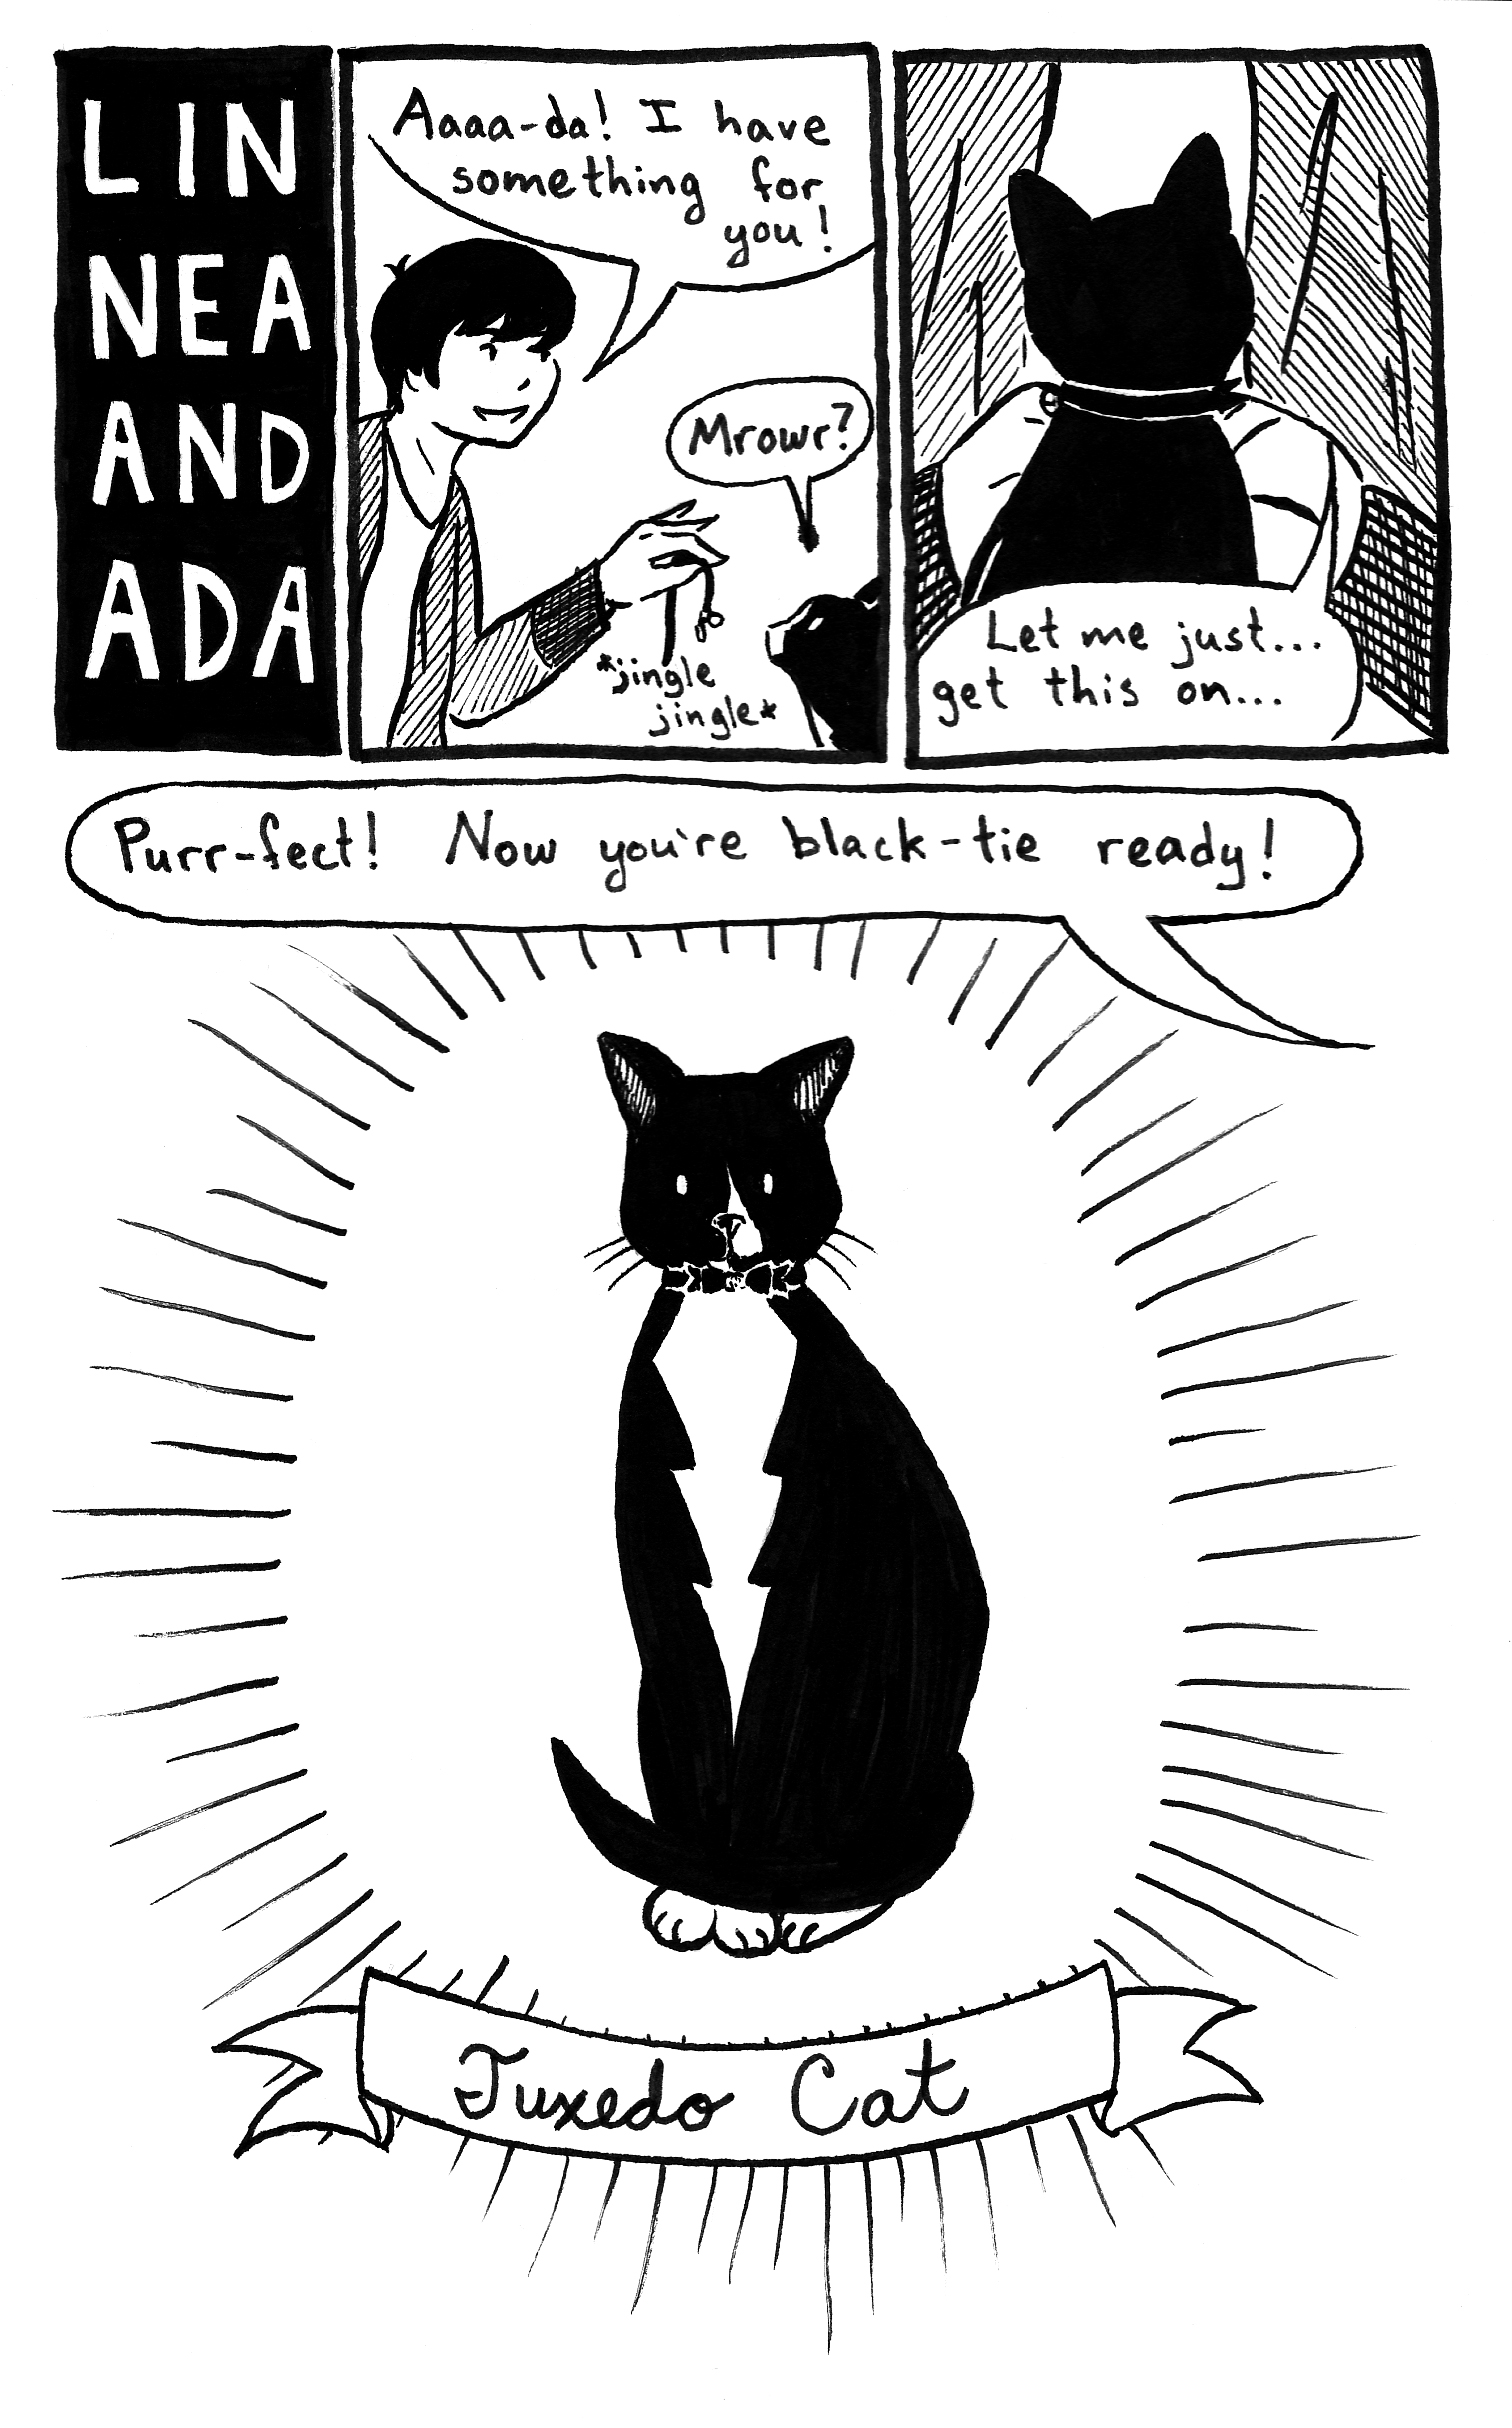 LIN
NEA
AND
ADA
Aaaa-da! I have
something for
you!
Mrowr?
*jingle
jingle*
Let me just...
get this on...
Purr-fect! Now you're black-tie ready!
Tuxedo Cat